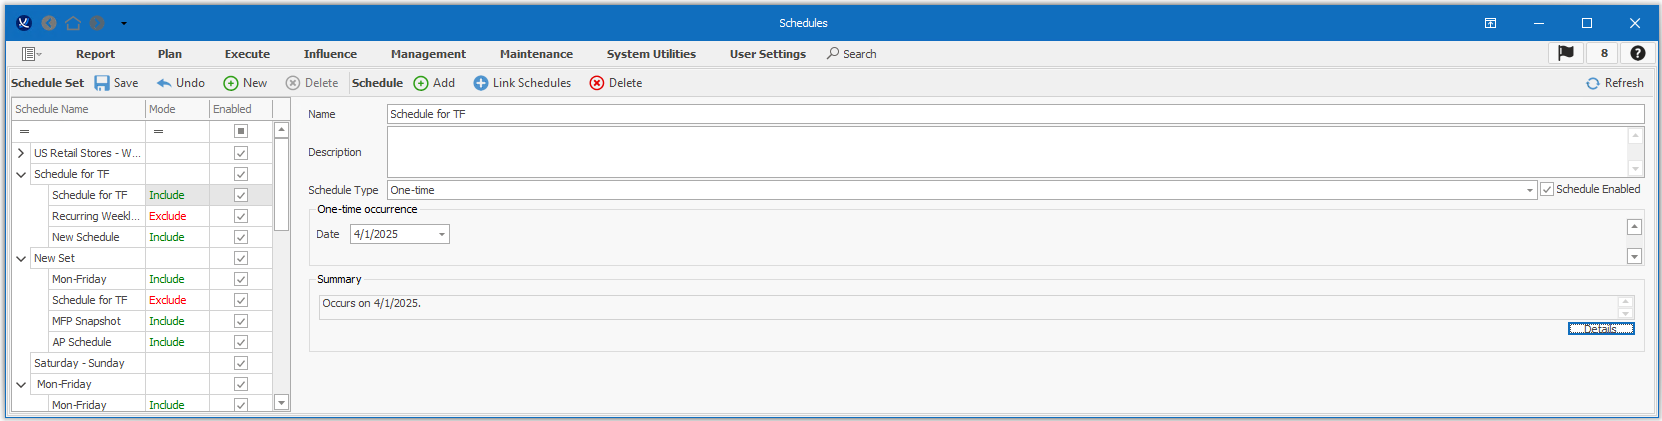 Schedules
Report Plan Execute Influence Management Maintenance System Utilities User Settings Search 8 ?
Schedule Set Save Undo New Delete Schedule Add Link Schedules Delete Refresh
Schedule Name Mode Enabled
= =
US Retail Stores - W...
Schedule for TF
Schedule for TF Include
Recurring Weekl... Exclude
New Schedule Include
New Set
Mon-Friday Include
Schedule for TF Exclude
MFP Snapshot Include
AP Schedule Include
Saturday - Sunday
Mon-Friday
Mon-Friday Include
Name Schedule for TF
Description
Schedule Type One-time Schedule Enabled
One-time occurrence
Date 4/1/2025
Summary
Occurs on 4/1/2025.
Details